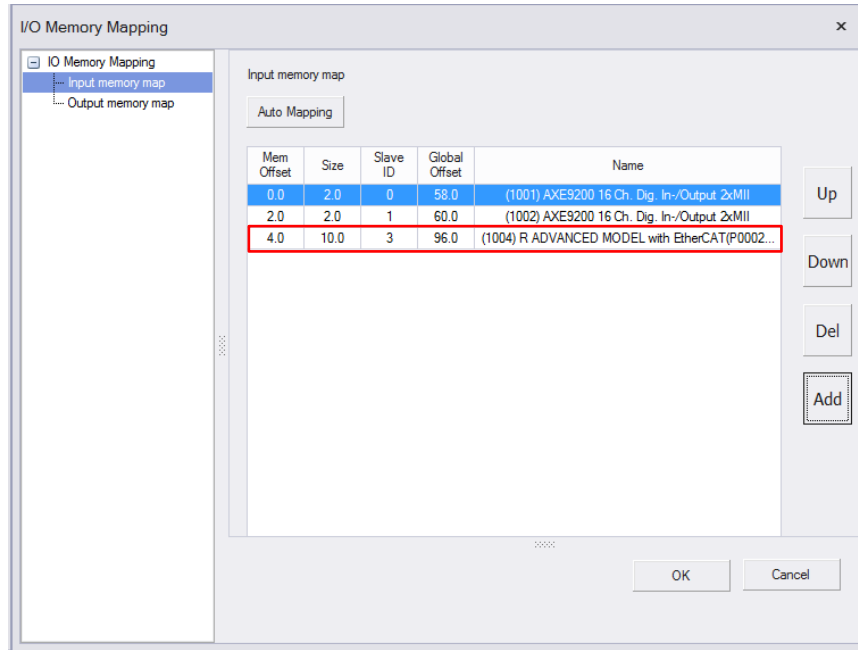 I/O Memory Mapping
×
IO Memory Mapping
Input memory map
Output memory map
Input memory map
Auto Mapping
Mem Offset Size Slave ID Global Offset Name
0.0 2.0 0 58.0 (1001) AXE9200 16 Ch. Dig. In-/Output 2xMII
2.0 2.0 1 60.0 (1002) AXE9200 16 Ch. Dig. In-/Output 2xMII
4.0 10.0 3 96.0 (1004) R ADVANCED MODEL with EtherCAT(P0002...
Up
Down
Del
Add
OK Cancel